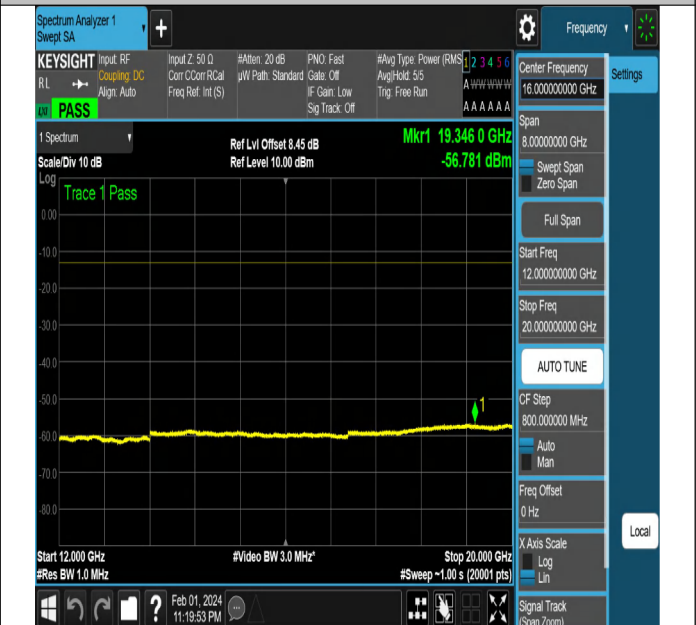 Spectrum Analyzer 1
Swept SA
Frequency
KEYSIGHT
RL
PASS
Input: RF
Coupling: DC
Align: Auto
Input Z: 50 Ω
Corr CCorr RCal
Freq Ref: Int (S)
#Atten: 20 dB
µW Path: Standard
PNO: Fast
Gate: Off
IF Gain: Low
Sig Track: Off
#Avg Type: Power (RMS
Avg|Hold: 5/5
Trig: Free Run
1 2 3 4 5 6
A W W W W W
A A A A A A
1 Spectrum
Scale/Div 10 dB
Log
Ref Lvl Offset 8.45 dB
Ref Level 10.00 dBm
Mkr1 19.346 0 GHz
-56.781 dBm
Trace 1 Pass
0.00
-10.0
-20.0
-30.0
-40.0
-50.0
-60.0
-70.0
-80.0
1
Start 12.000 GHz
#Res BW 1.0 MHz
#Video BW 3.0 MHz*
Stop 20.000 GHz
#Sweep ~1.00 s (20001 pts)
Feb 01, 2024
11:19:53 PM
Center Frequency
16.000000000 GHz
Span
8.00000000 GHz
Swept Span
Zero Span
Full Span
Start Freq
12.000000000 GHz
Stop Freq
20.000000000 GHz
AUTO TUNE
CF Step
800.000000 MHz
Auto
Man
Freq Offset
0 Hz
X Axis Scale
Log
Lin
Signal Track
(Span Zoom)
Settings
Local